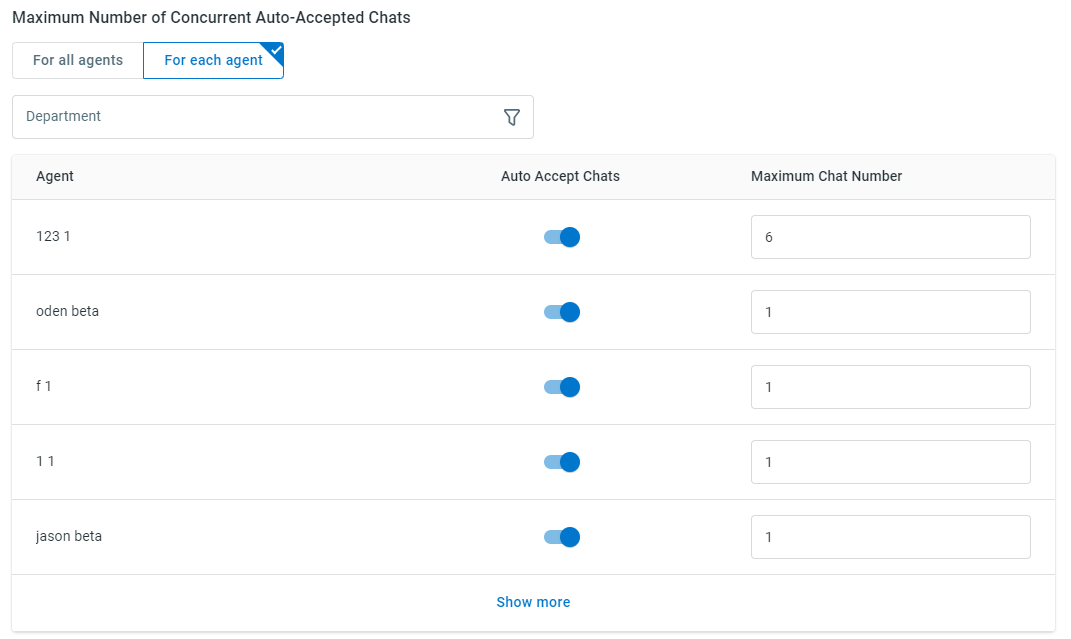 Maximum Number of Concurrent Auto-Accepted Chats
For all agents For each agent
Department
Agent Auto Accept Chats Maximum Chat Number
123 1 6
oden beta 1
f 1 1
1 1 1
jason beta 1
Show more